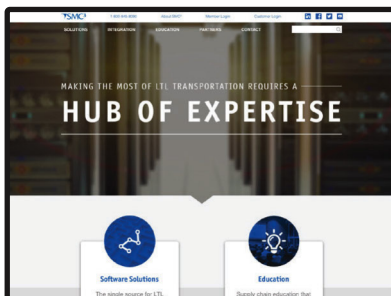 SMC³
About SMC³
Member Login
Customer Login
SOLUTIONS
INTEGRATION
EDUCATION
PARTNERS
CONTACT
MAKING THE MOST OF LTL TRANSPORTATION REQUIRES A
HUB OF EXPERTISE
Software Solutions
The single source for LTL
Education
Supply chain education that